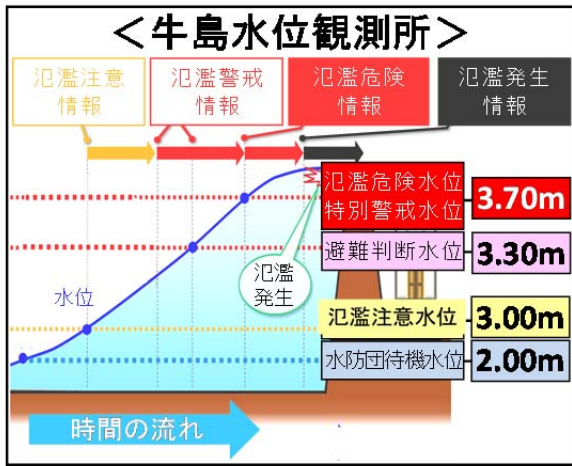 ＜牛島水位観測所＞
氾濫注意
情報
氾濫警戒
情報
氾濫危険
情報
氾濫発生
情報
氾濫危険水位
特別警戒水位
3.70m
避難判断水位
3.30m
氾濫
発生
水位
氾濫注意水位
3.00m
水防団待機水位
2.00m
時間の流れ